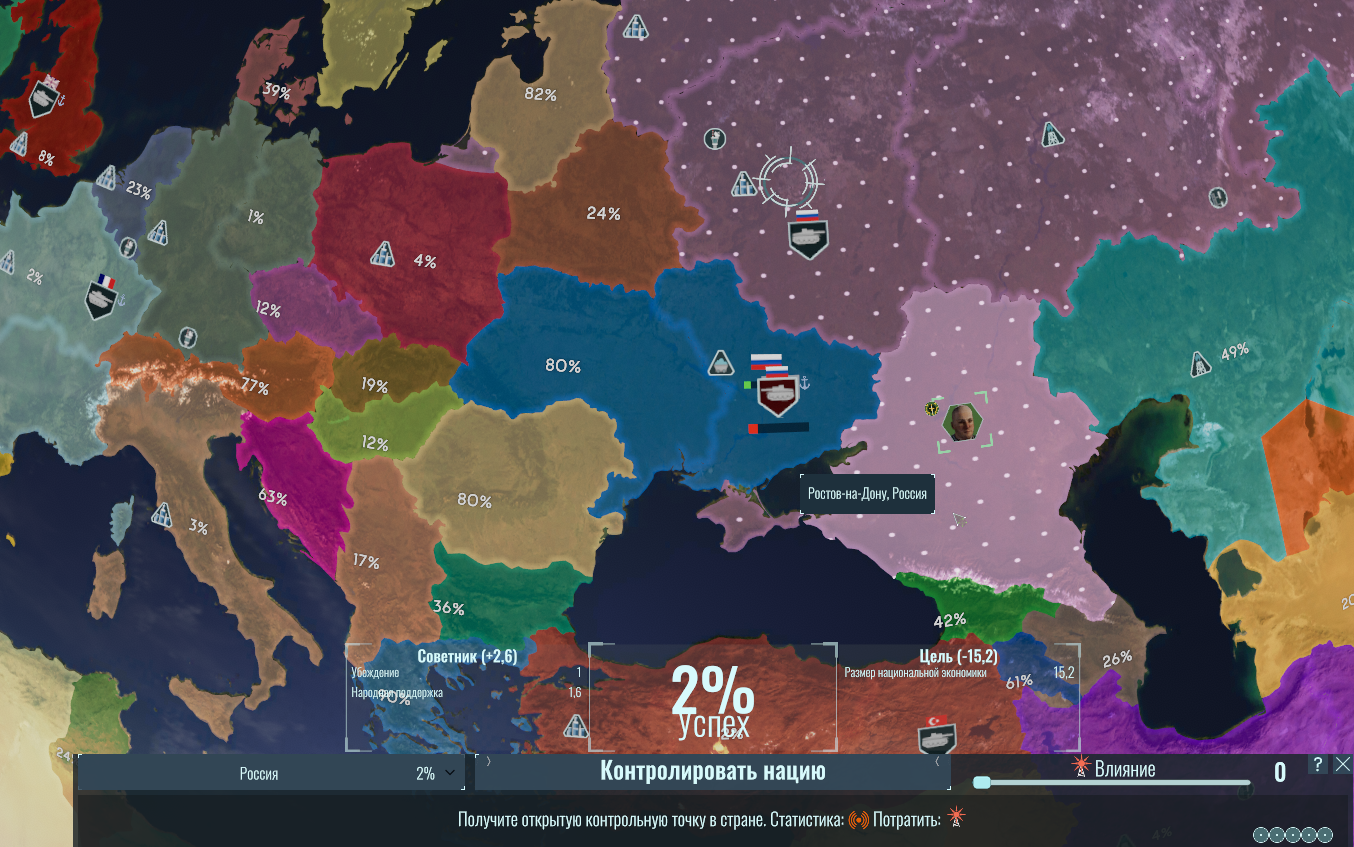 39%
82%
8%
23%
24%
1%
4%
2%
12%
80%
49%
77%
19%
12%
80%
63%
3%
17%
Ростов-на-Дону, Россия
36%
42%
26%
61%
Советник (+2,6)
Убеждение 1
Народная поддержка 1,6
90%
2%
Успех
2%
Цель (-15,2)
Размер национальной экономики 15,2
Россия 2%
Контролировать нацию
Влияние 0
?
Получите открытую контрольную точку в стране. Статистика: Потратить:
4%